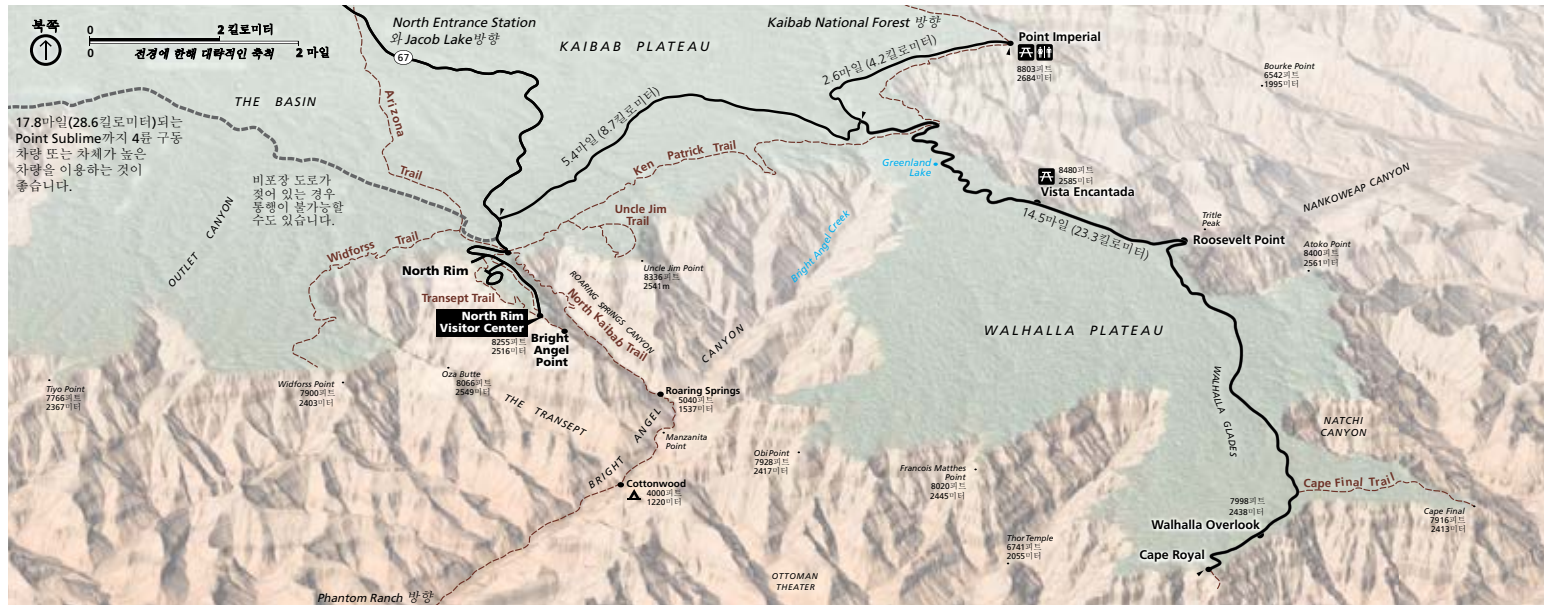 북쪽
0
2 킬로미터
0
전경에 한해 대략적인 축척
2 마일
North Entrance Station
와 Jacob Lake방향
67
KAIBAB PLATEAU
Kaibab National Forest 방향
2.6마일 (4.2킬로미터)
Point Imperial
8803피트
2684미터
Bourke Point
6542피트
1995미터
THE BASIN
Arizona
Trail
17.8마일(28.6킬로미터)되는
Point Sublime까지 4륜 구동
차량 또는 차체가 높은
차량을 이용하는 것이
좋습니다.
비포장 도로가
젖어 있는 경우
통행이 불가능할
수도 있습니다.
OUTLET CANYON
5.4마일 (8.7킬로미터)
Ken Patrick Trail
Greenland
Lake
8480피트
2585미터
Vista Encantada
14.5마일 (23.3킬로미터)
NANKOWEAP CANYON
Tritle
Peak
Roosevelt Point
Atoko Point
8400피트
2561미터
Uncle Jim
Trail
Widforss Trail
Bright Angel Creek
North Rim
Uncle Jim Point
8336피트
2541m
ROARING SPRINGS CANYON
Transept Trail
North Kaibab Trail
North Rim
Visitor Center
8255피트
2516미터
Bright
Angel
Point
WALHALLA PLATEAU
Tiyo Point
7766피트
2367미터
Widforss Point
7900피트
2403미터
Oza Butte
8066피트
2549미터
THE TRANSEPT
Roaring Springs
5040피트
1537미터
BRIGHT ANGEL CANYON
Manzanita
Point
WALHALLA GLADES
NATCHI
CANYON
Obi Point
7928피트
2417미터
Francois Matthes
Point
8020피트
2445미터
Cottonwood
4000피트
1220미터
Cape Final Trail
7998피트
2438미터
Walhalla Overlook
Cape Final
7916피트
2413미터
Thor Temple
6741피트
2055미터
Cape Royal
OTTOMAN
THEATER
Phantom Ranch 방향